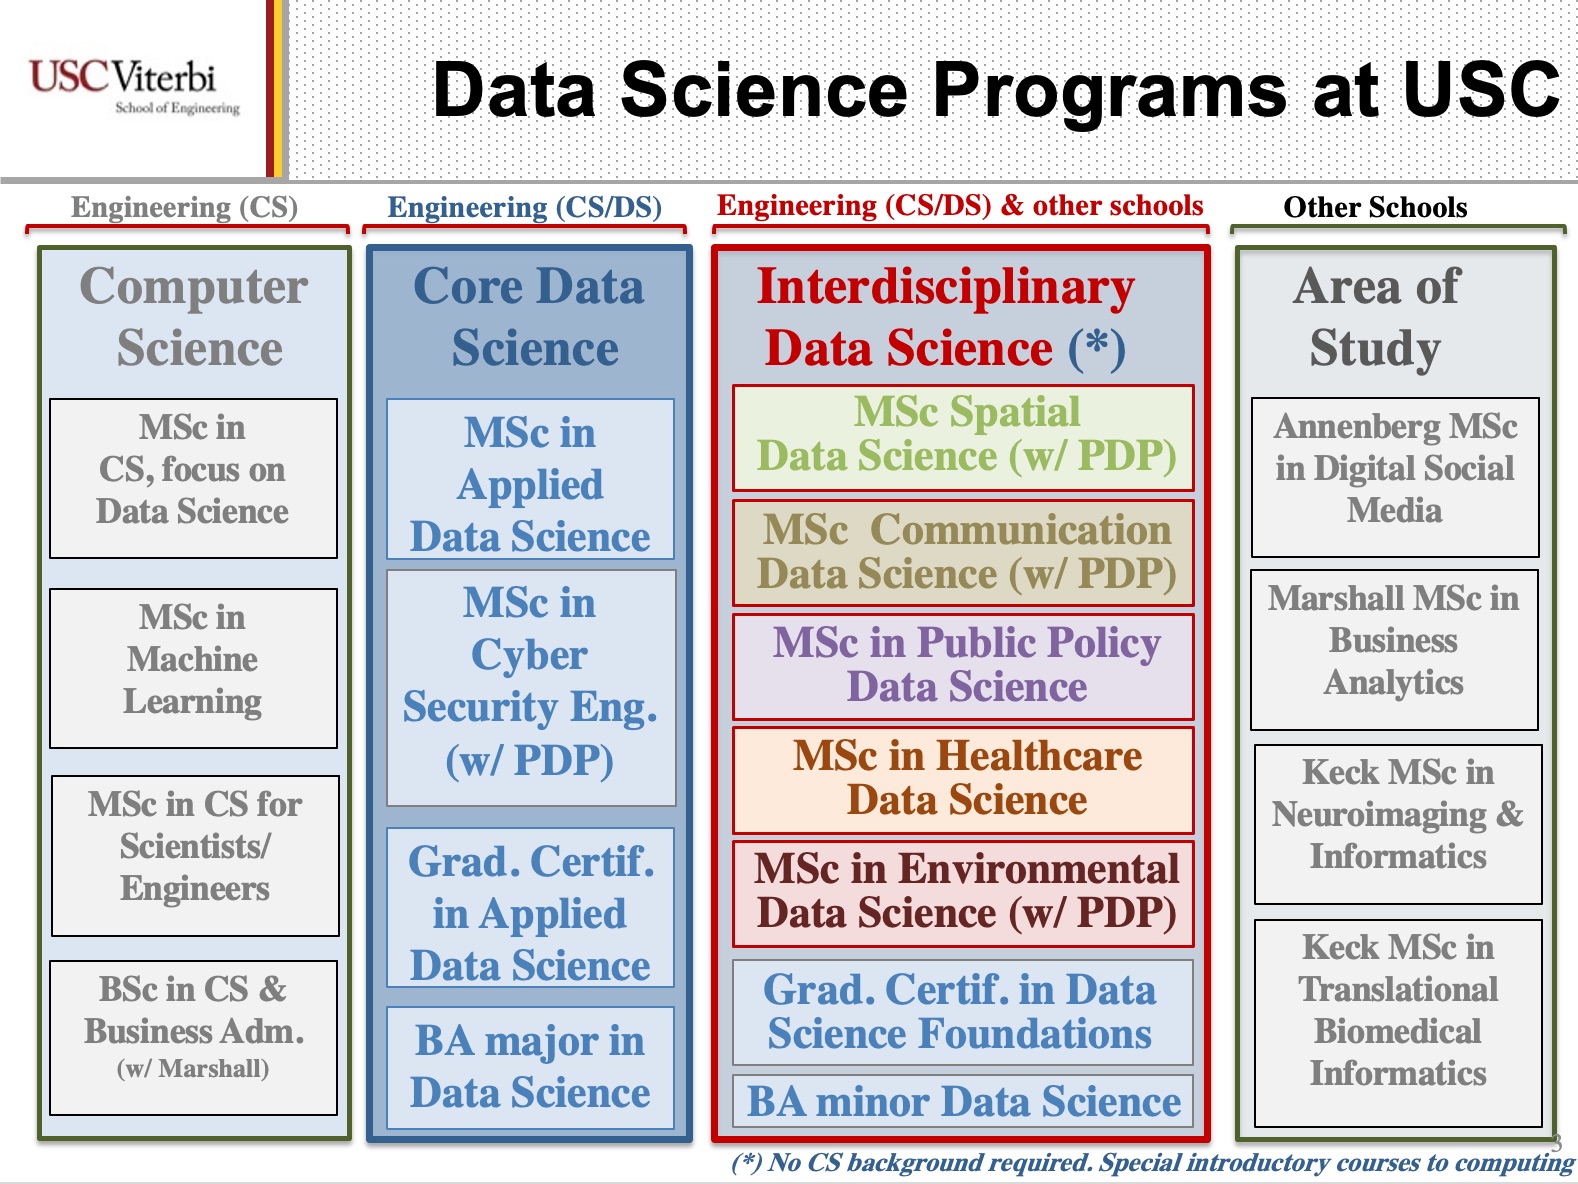 USC Viterbi
School of Engineering
Data Science Programs at USC
Engineering (CS)
Computer
Science
MSc in
CS, focus on
Data Science
MSc in
Machine
Learning
MSc in CS for
Scientists/
Engineers
BSc in CS &
Business Adm.
(w/ Marshall)
Engineering (CS/DS)
Core Data
Science
MSc in
Applied
Data Science
MSc in
Cyber
Security Eng.
(w/ PDP)
Grad. Certif.
in Applied
Data Science
BA major in
Data Science
Engineering (CS/DS) & other schools
Interdisciplinary
Data Science (*)
MSc Spatial
Data Science (w/ PDP)
MSc  Communication
Data Science (w/ PDP)
MSc in Public Policy
Data Science
MSc in Healthcare
Data Science
MSc in Environmental
Data Science (w/ PDP)
Grad. Certif. in Data
Science Foundations
BA minor Data Science
Other Schools
Area of
Study
Annenberg MSc
in Digital Social
Media
Marshall MSc in
Business
Analytics
Keck MSc in
Neuroimaging &
Informatics
Keck MSc in
Translational
Biomedical
Informatics
3
(*) No CS background required. Special introductory courses to computing